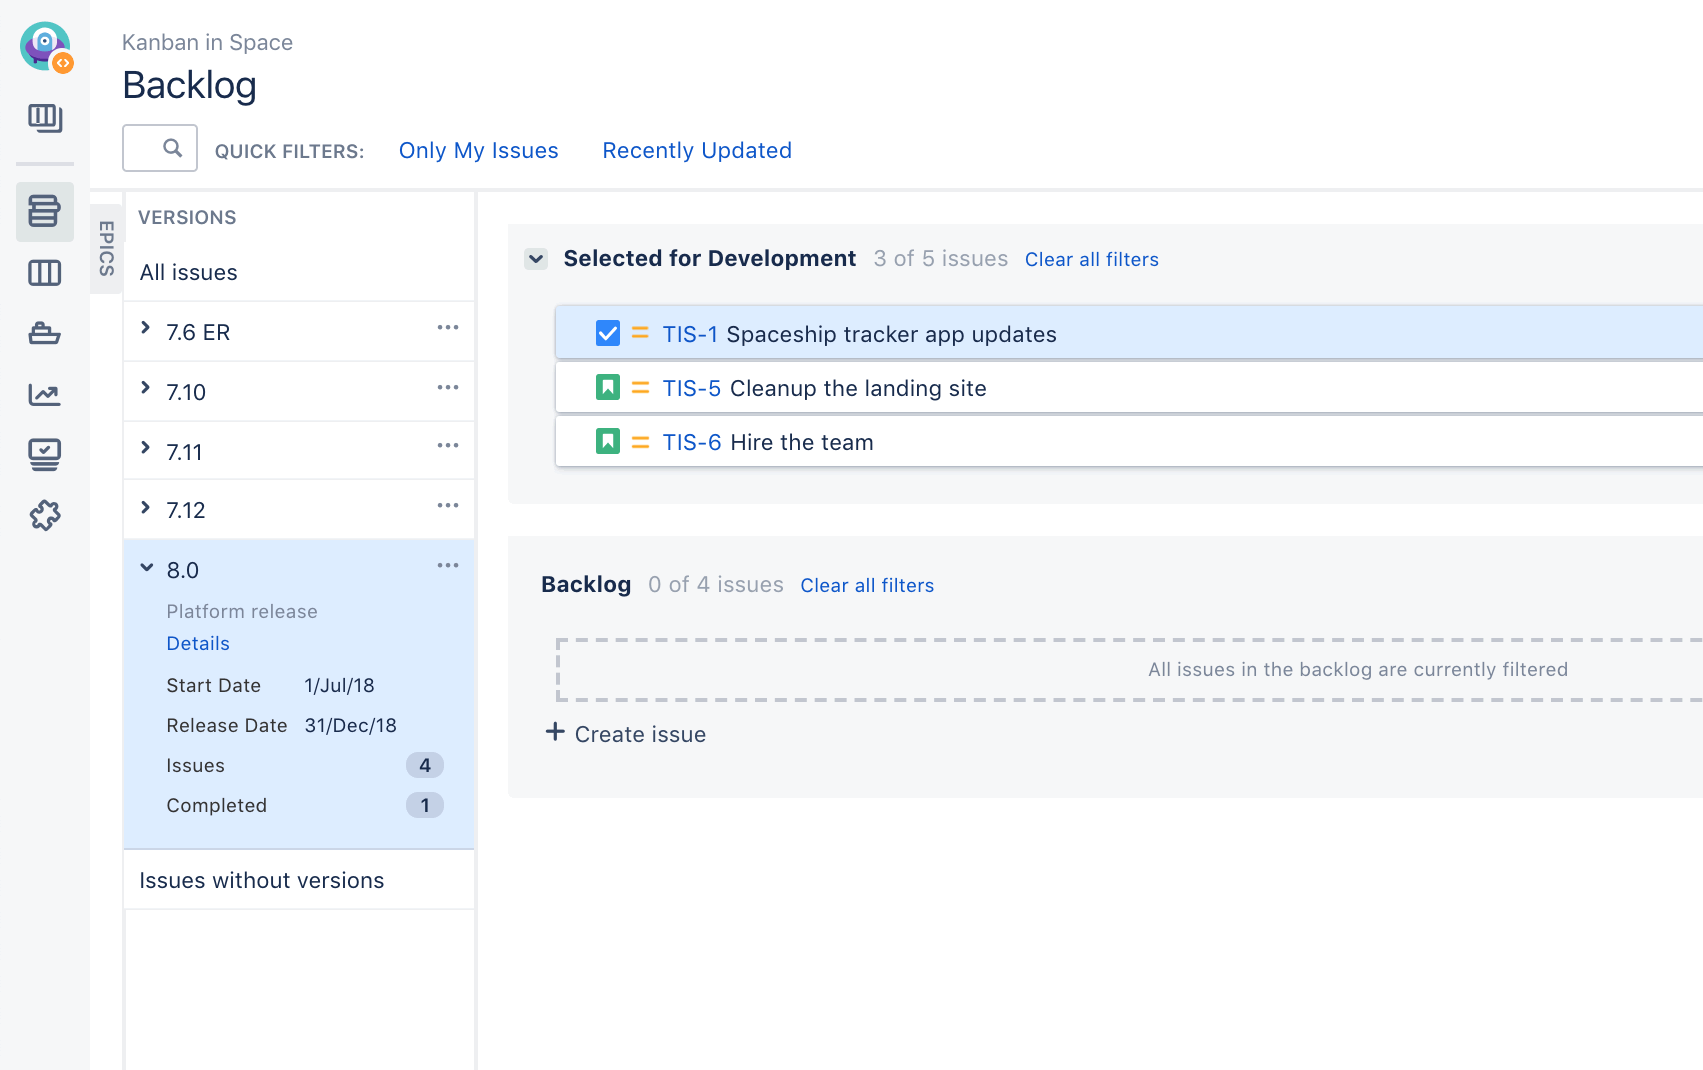 Kanban in Space
Backlog
QUICK FILTERS: Only My Issues Recently Updated
EPICS
VERSIONS
All issues
7.6 ER
7.10
7.11
7.12
8.0
Platform release
Details
Start Date 1/Jul/18
Release Date 31/Dec/18
Issues 4
Completed 1
Issues without versions
Selected for Development 3 of 5 issues Clear all filters
TIS-1 Spaceship tracker app updates
TIS-5 Cleanup the landing site
TIS-6 Hire the team
Backlog 0 of 4 issues Clear all filters
All issues in the backlog are currently filtered
+ Create issue